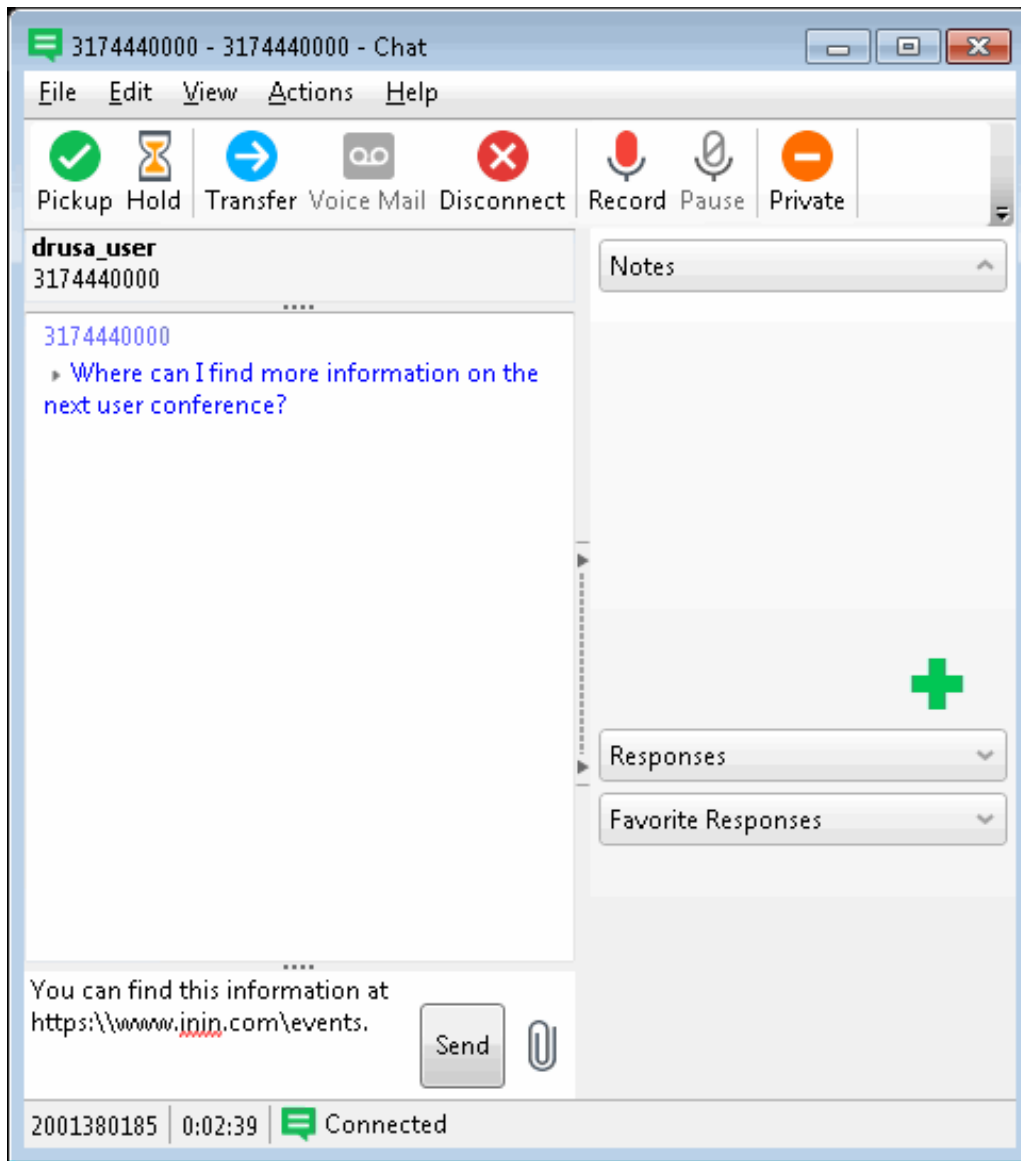 3174440000 - 3174440000 - Chat
File Edit View Actions Help
Pickup Hold Transfer Voice Mail Disconnect Record Pause Private
drusa_user
3174440000
Notes
3174440000
Where can I find more information on the
next user conference?
Responses
Favorite Responses
You can find this information at
https:\\www.inin.com\events.
Send
2001380185 0:02:39 Connected